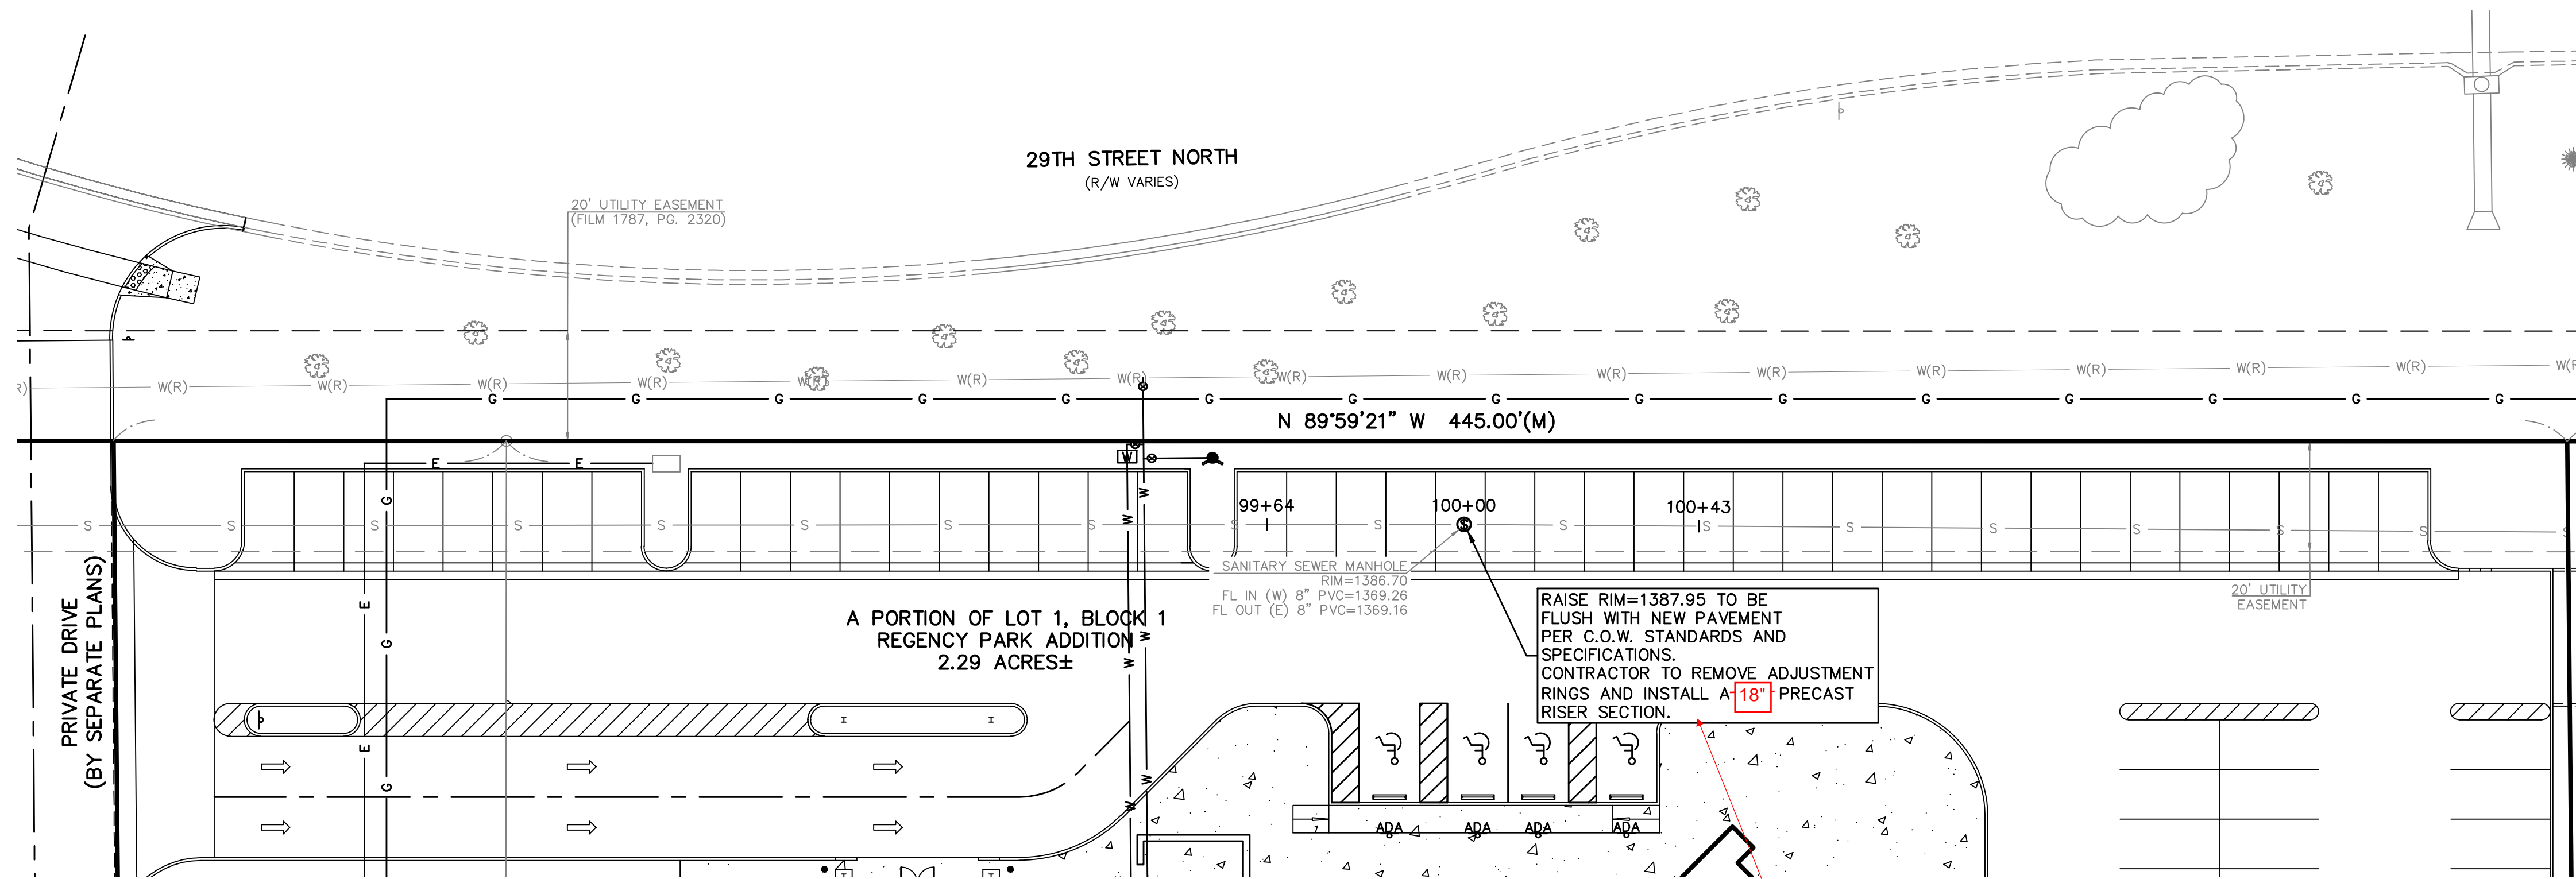 29TH STREET NORTH
(R/W VARIES)
20' UTILITY EASEMENT
(FILM 1787, PG. 2320)
R) W(R) W(R) W(R) W(R) W(R) W(R) W(R) W(R) W(R) W(R) W(R) W(R) W(R) W(R) W(R) W(R)
G G G G G G G G G G G G G G G
N 89°59'21" W 445.00'(M)
E E
W
G W W
99+64 100+00 100+43
S S S S S S S S S S S S S S S S S S
SANITARY SEWER MANHOLE
RIM=1386.70
FL IN (W) 8" PVC=1369.26
FL OUT (E) 8" PVC=1369.16
20' UTILITY
EASEMENT
RAISE RIM=1387.95 TO BE
FLUSH WITH NEW PAVEMENT
PER C.O.W. STANDARDS AND
SPECIFICATIONS.
CONTRACTOR TO REMOVE ADJUSTMENT
RINGS AND INSTALL A 18" PRECAST
RISER SECTION.
PRIVATE DRIVE
(BY SEPARATE PLANS)
E
G
A PORTION OF LOT 1, BLOCK 1
REGENCY PARK ADDITION
2.29 ACRES±
W W
E
G
W W
1
ADA ADA ADA ADA